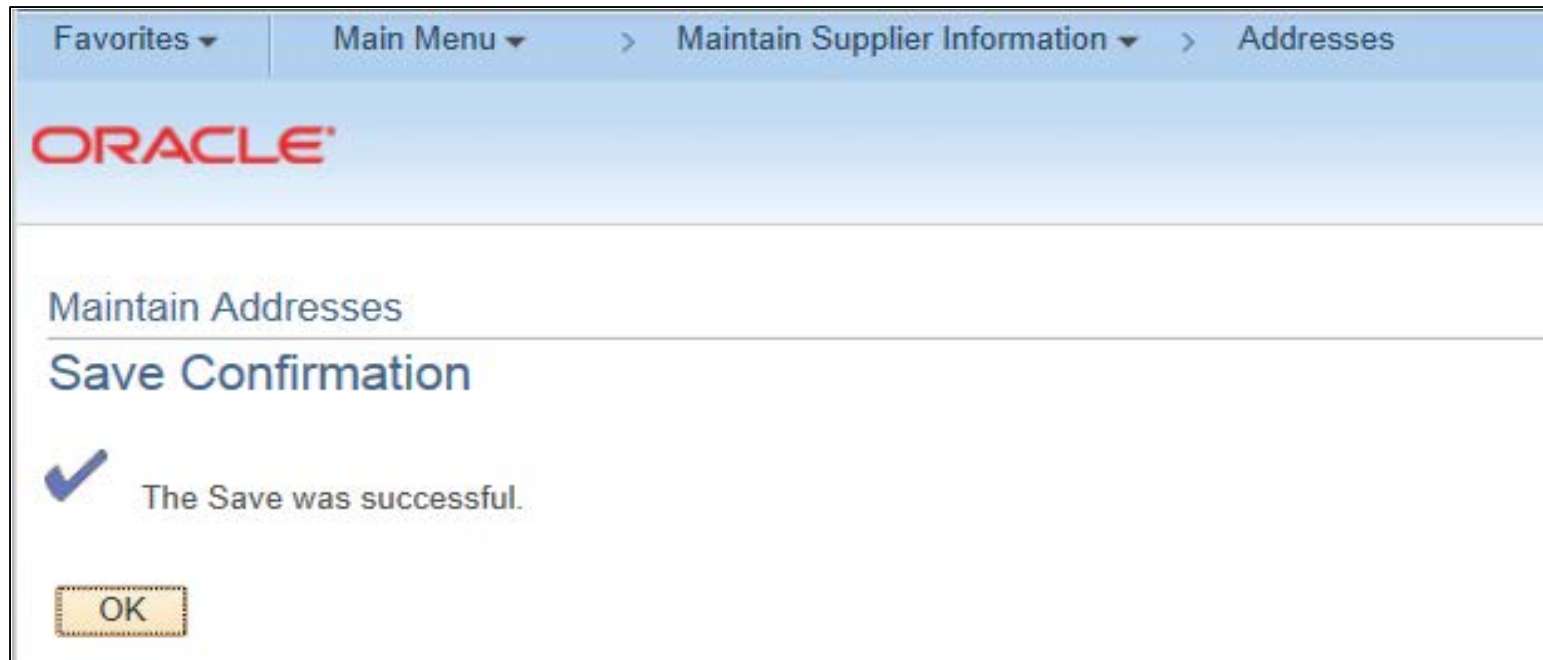 Favorites Main Menu > Maintain Supplier Information > Addresses
ORACLE
Maintain Addresses
Save Confirmation
The Save was successful.
OK